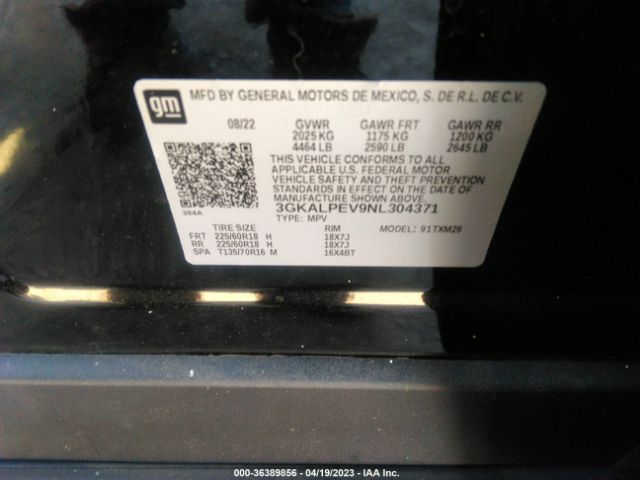 gm
MFD BY GENERAL MOTORS DE MEXICO, S. DE R.L. DE C.V.
08/22 GVWR GAWR FRT GAWR RR
2025 KG 1175 KG 1200 KG
4464 LB 2590 LB 2645 LB
THIS VEHICLE CONFORMS TO ALL
APPLICABLE U.S. FEDERAL MOTOR
VEHICLE SAFETY AND THEFT PREVENTION
STANDARDS IN EFFECT ON THE DATE OF
MANUFACTURE SHOWN ABOVE.
384A 3GKALPEV9NL304371
TYPE: MPV MODEL: 91TXM26
TIRE SIZE RIM
FRT 225/60R18 H 18X7J
RR 225/60R18 H 18X7J
SPA T135/70R16 M 16X4BT
000-36389856 - 04/19/2023 - IAA Inc.